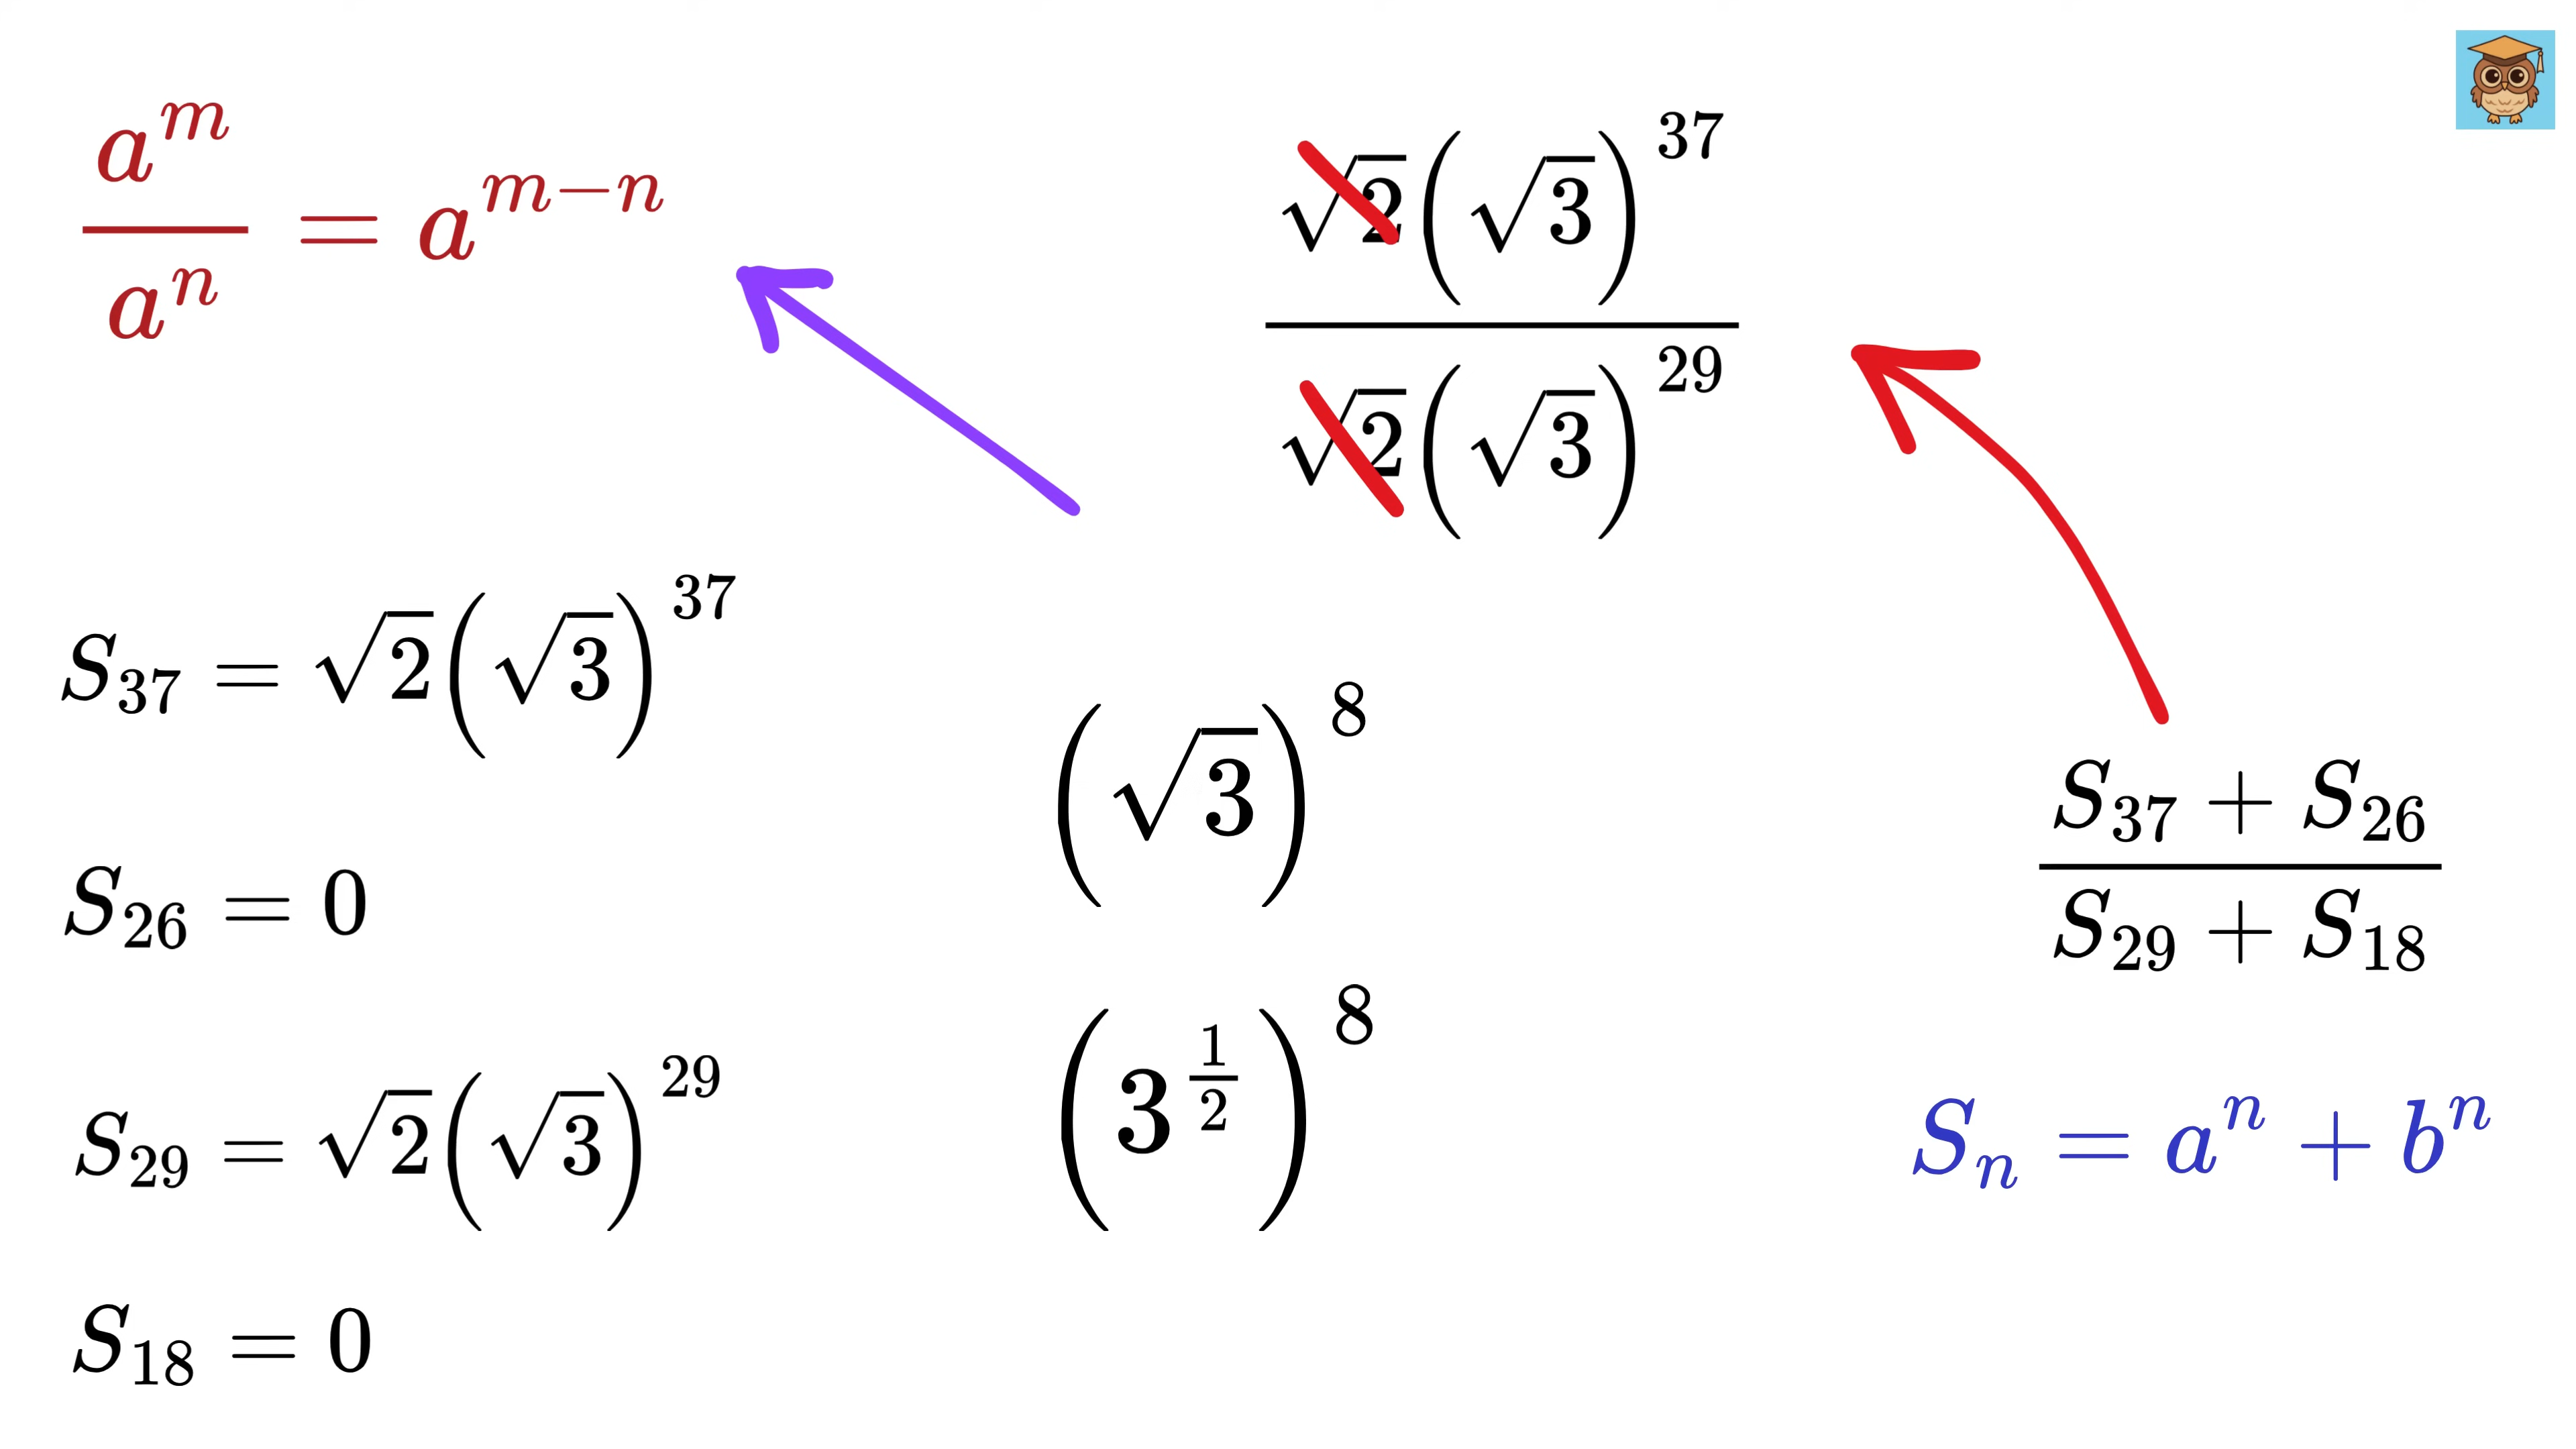 a^m / a^n = a^{m−n}
√2(√3)^37 / √2(√3)^29
S_37 = √2(√3)^37
S_26 = 0
S_29 = √2(√3)^29
S_18 = 0
(√3)^8
(3^{1/2})^8
S_37 + S_26 / S_29 + S_18
S_n = a^n + b^n